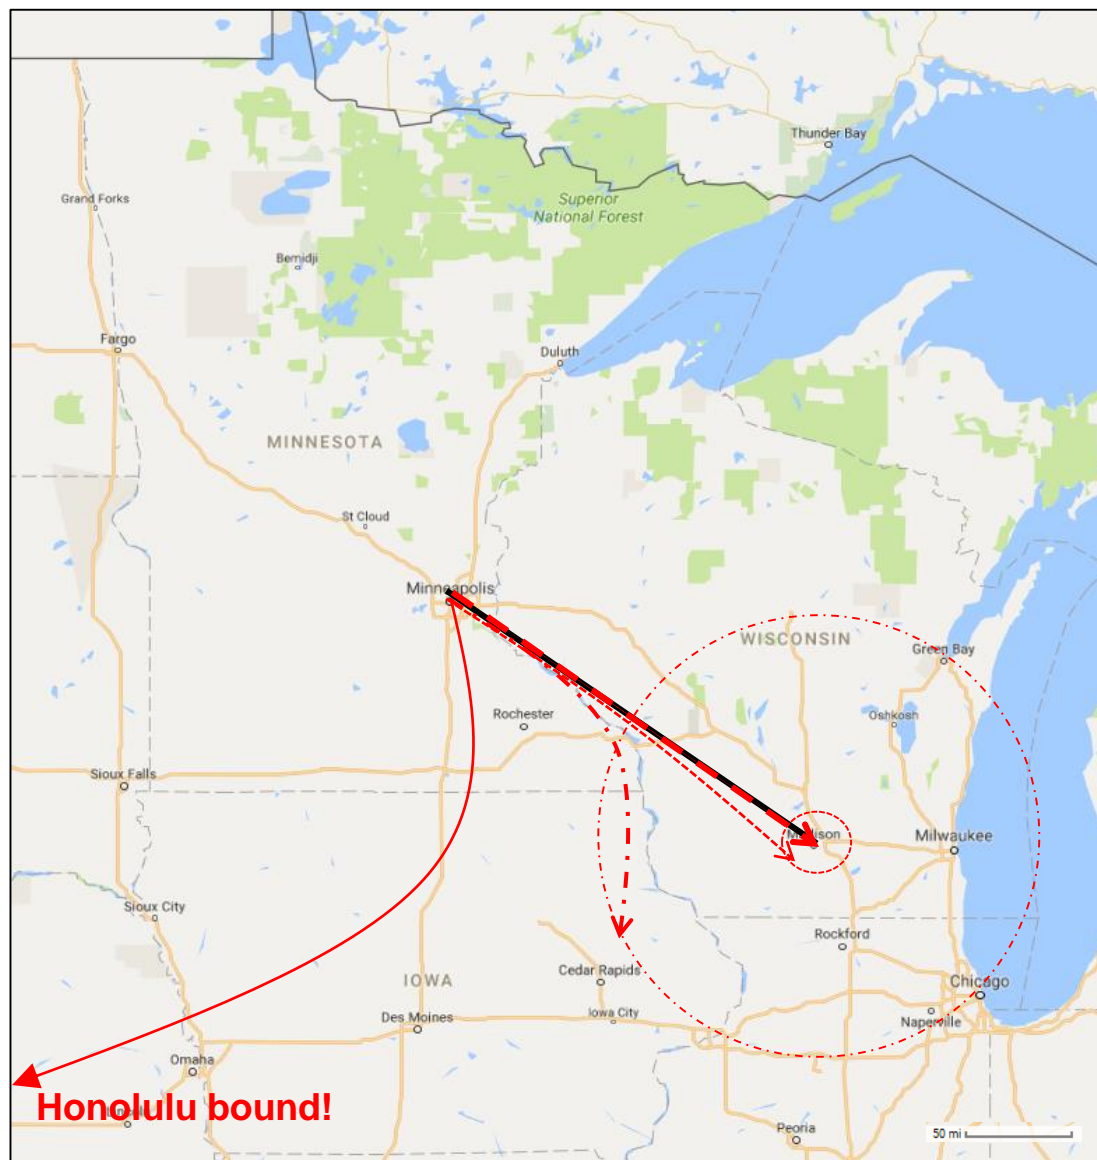 Thunder Bay
Superior
National Forest
Grand Forks
Bemidji
Fargo
Duluth
MINNESOTA
St Cloud
Minneapolis
WISCONSIN
Green Bay
Rochester
Oshkosh
Sioux Falls
Madison
Milwaukee
Sioux City
Rockford
Cedar Rapids
IOWA
Chicago
Des Moines
Iowa City
Naperville
Omaha
Honolulu bound!
Peoria
50 mi